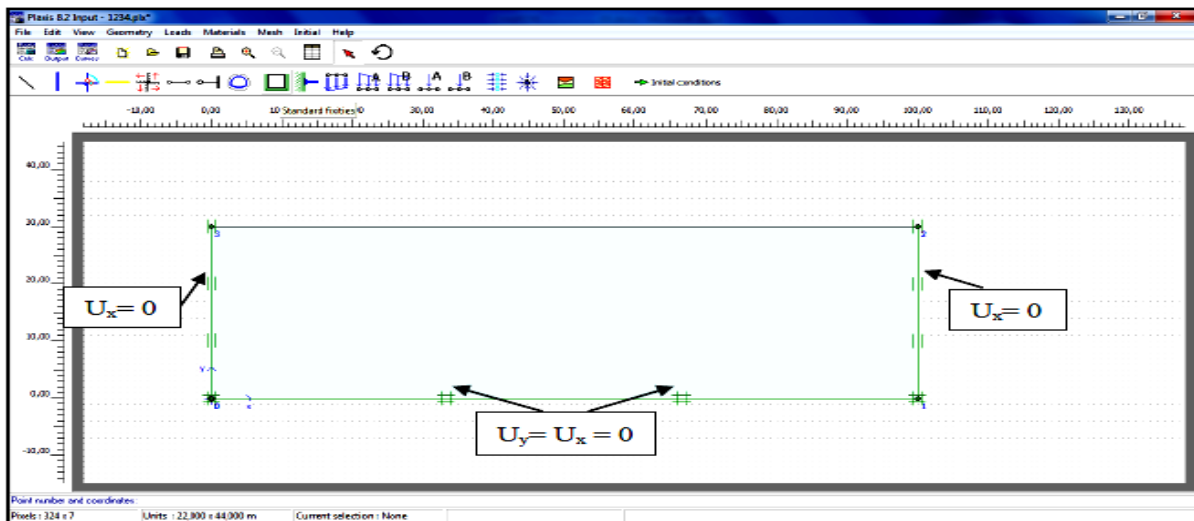 Plaxis 8.2 Input - 1234.plx*
File Edit View Geometry Loads Materials Mesh Initial Help
Calc Output Curves
A B A B Initial conditions
-10,00 0,00 10 Standard fixities 30,00 40,00 50,00 60,00 70,00 80,00 90,00 100,00 110,00 120,00 130,00
40,00
30,00
3 2
20,00
Uₓ= 0 Uₓ= 0
10,00
Y
0,00
0 x 1
Uᵧ= Uₓ = 0
-10,00
Point number and coordinates:
Pixels : 324 x 7 Units : 22,000 x 44,000 m Current selection : None